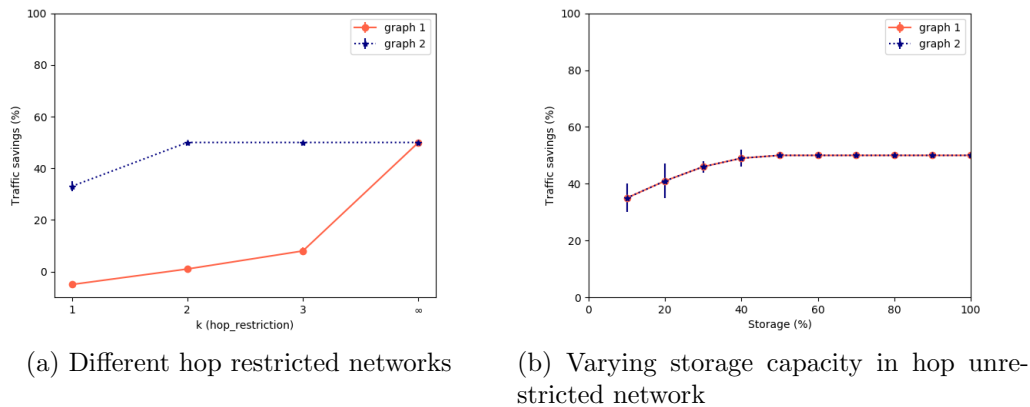 100
80
60
40
20
0
Traffic savings (%)
graph 1
graph 2
1
2
3
∞
k (hop_restriction)
(a) Different hop restricted networks
100
80
60
40
20
0
Traffic savings (%)
graph 1
graph 2
0
20
40
60
80
100
Storage (%)
(b) Varying storage capacity in hop unre-
stricted network